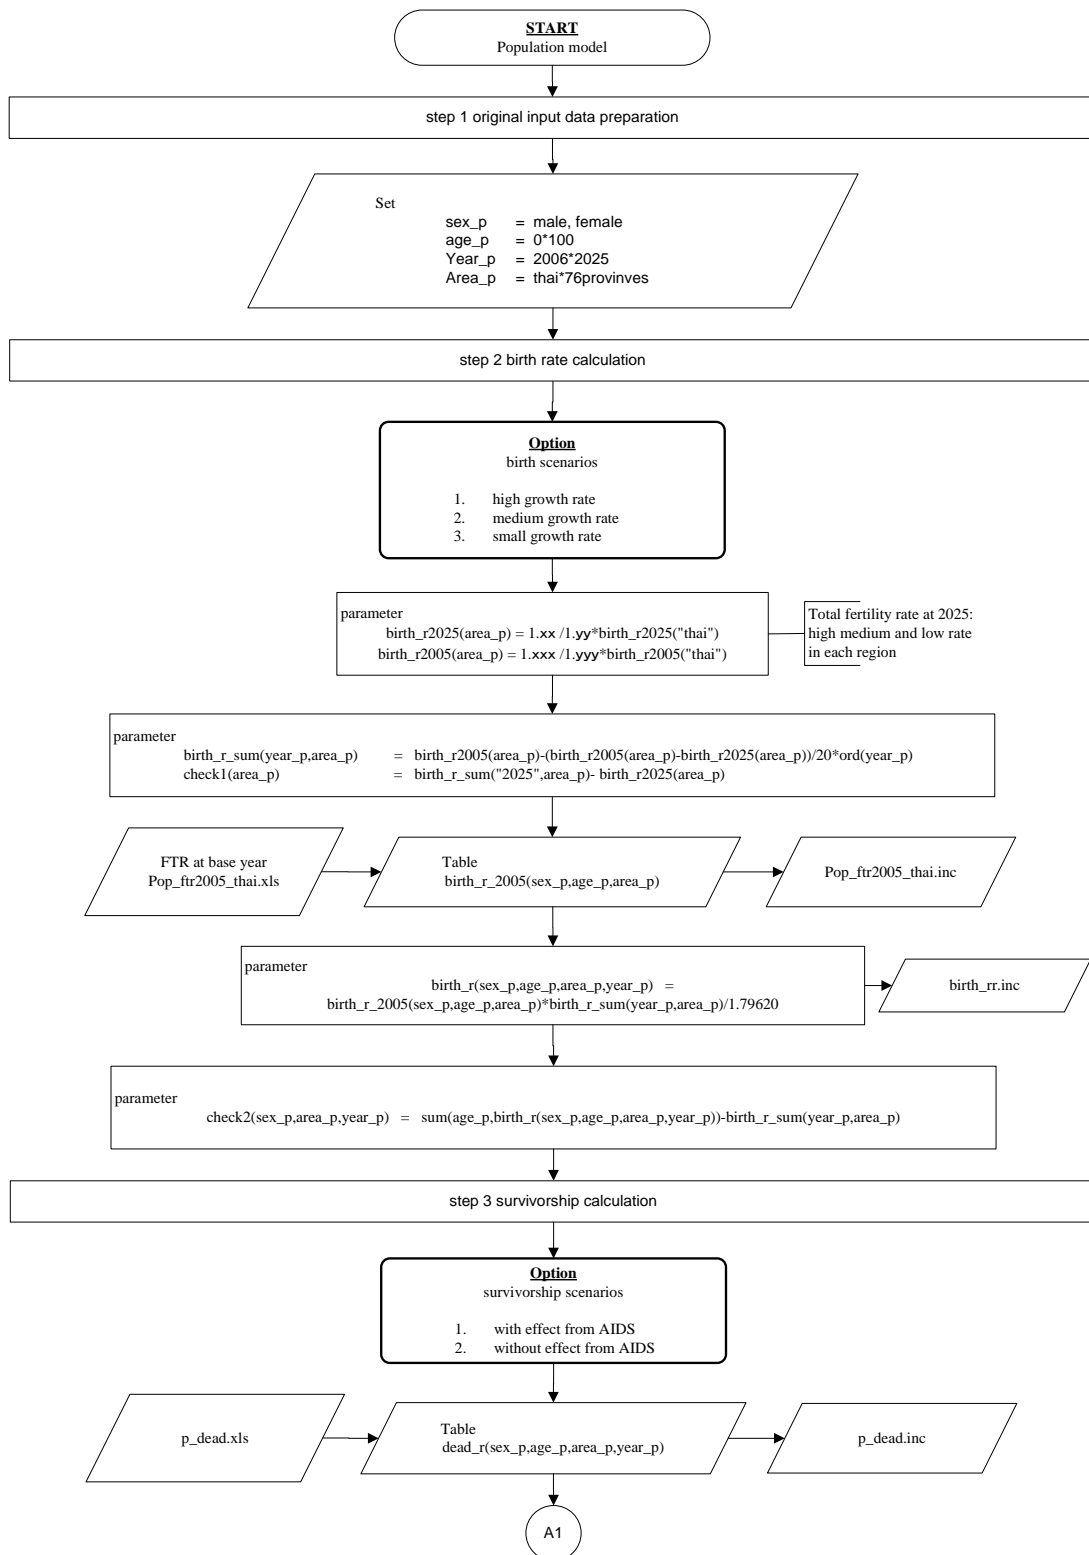 START
Population model
step 1 original input data preparation
Set
sex_p = male, female
age_p = 0*100
Year_p = 2006*2025
Area_p = thai*76provinves
step 2 birth rate calculation
Option
birth scenarios
1. high growth rate
2. medium growth rate
3. small growth rate
parameter
birth_r2025(area_p) = 1.xx /1.yy*birth_r2025("thai")
birth_r2005(area_p) = 1.xxx /1.yyy*birth_r2005("thai")
Total fertility rate at 2025:
high medium and low rate
in each region
parameter
birth_r_sum(year_p,area_p) = birth_r2005(area_p)-(birth_r2005(area_p)-birth_r2025(area_p))/20*ord(year_p)
check1(area_p) = birth_r_sum("2025",area_p)- birth_r2025(area_p)
FTR at base year
Pop_ftr2005_thai.xls
Table
birth_r_2005(sex_p,age_p,area_p)
Pop_ftr2005_thai.inc
parameter
birth_r(sex_p,age_p,area_p,year_p) =
birth_r_2005(sex_p,age_p,area_p)*birth_r_sum(year_p,area_p)/1.79620
birth_rr.inc
parameter
check2(sex_p,area_p,year_p) = sum(age_p,birth_r(sex_p,age_p,area_p,year_p))-birth_r_sum(year_p,area_p)
step 3 survivorship calculation
Option
survivorship scenarios
1. with effect from AIDS
2. without effect from AIDS
p_dead.xls
Table
dead_r(sex_p,age_p,area_p,year_p)
p_dead.inc
A1